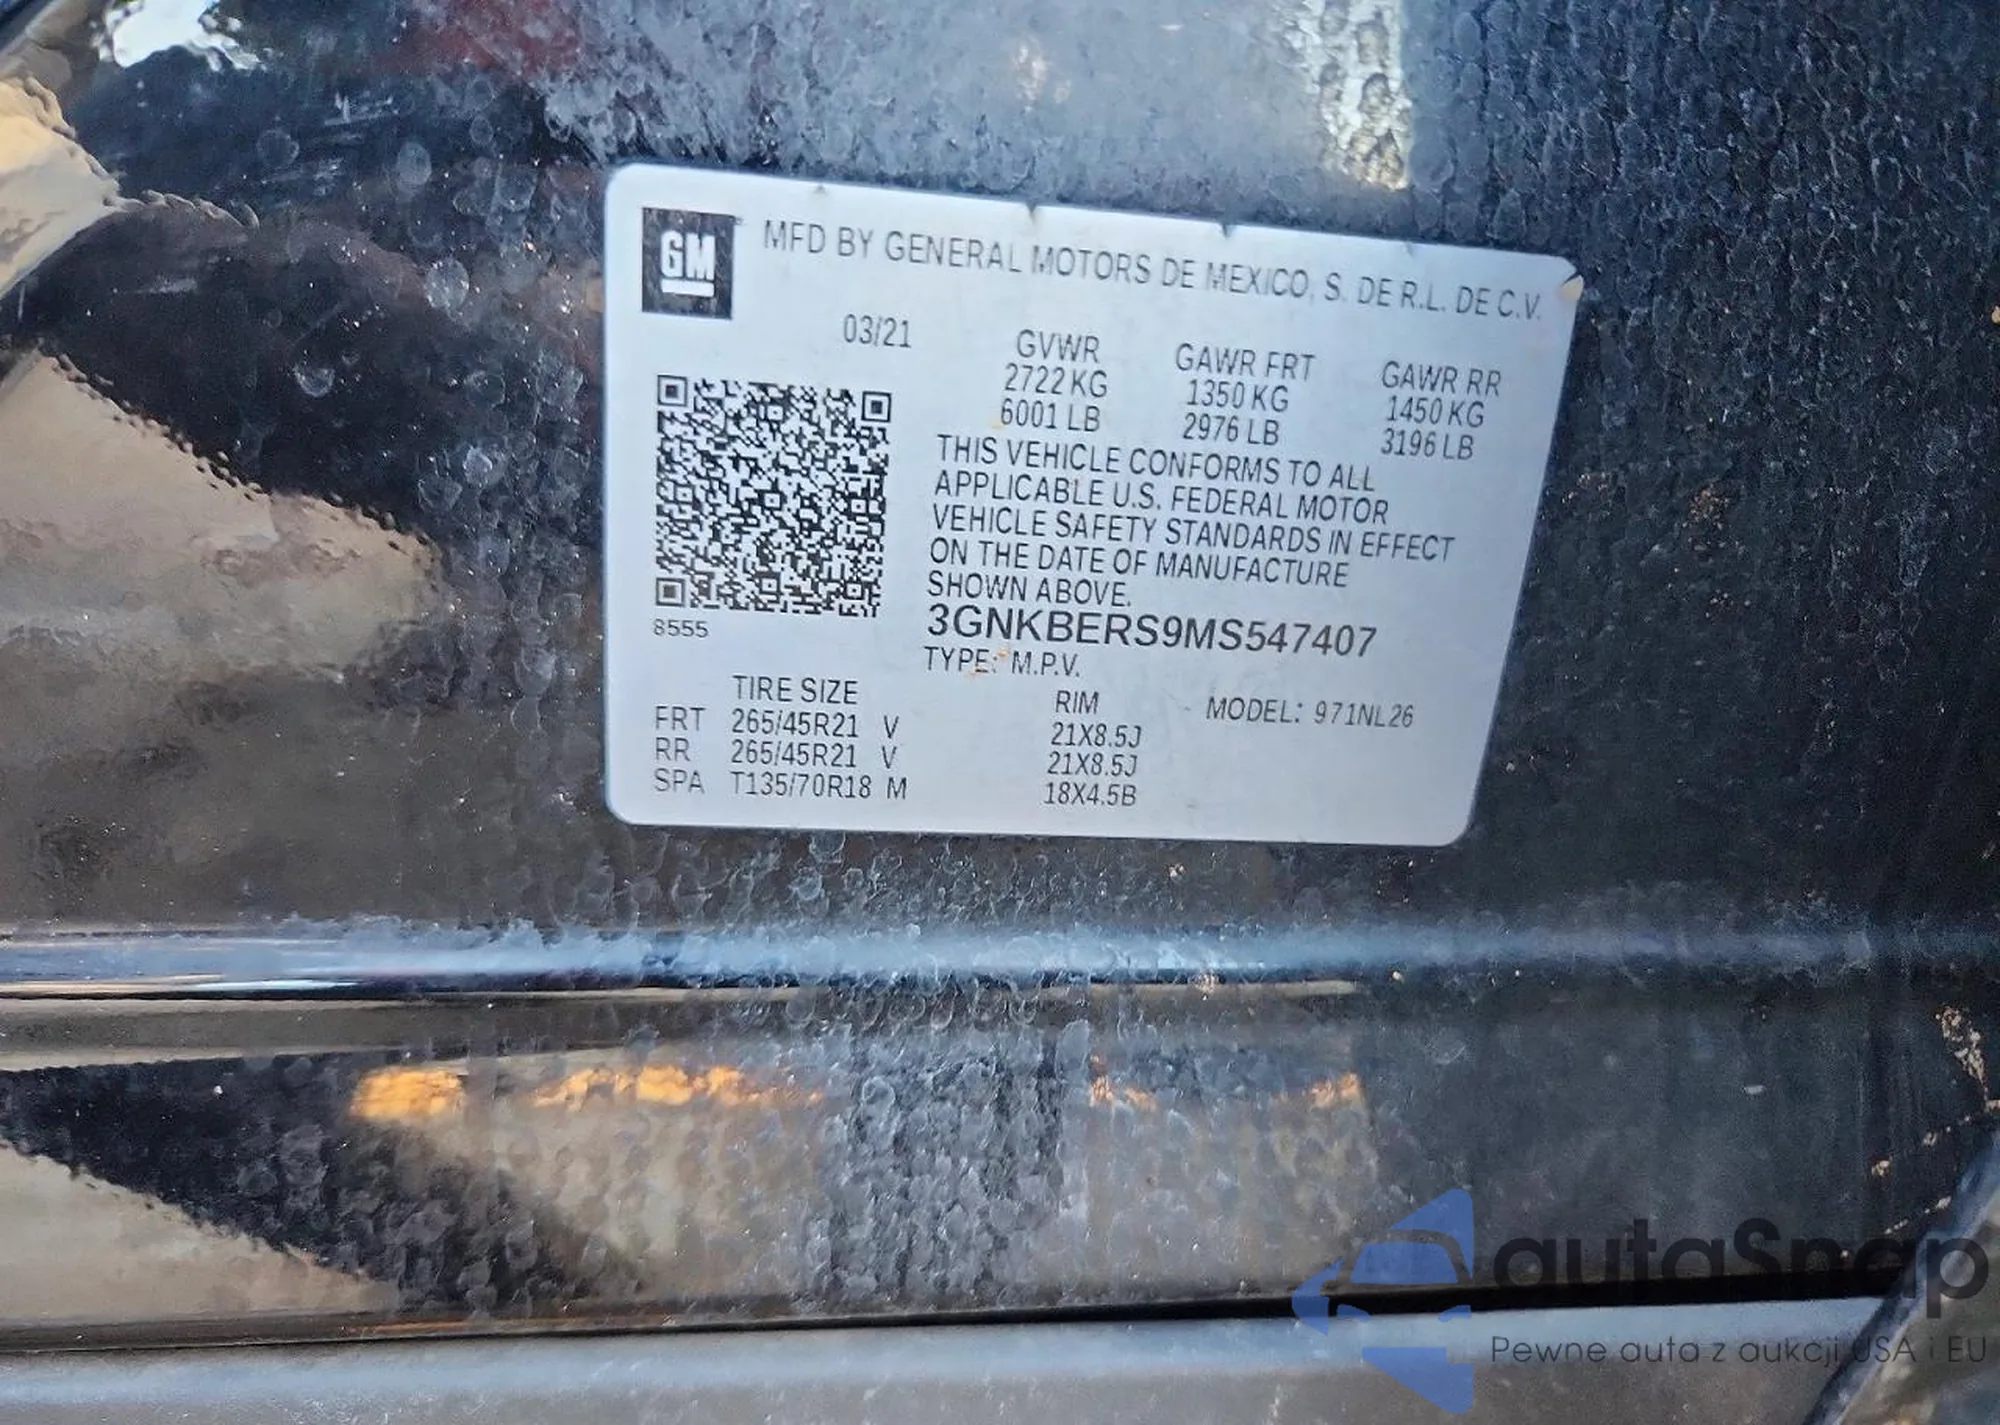 GM
MFD BY GENERAL MOTORS DE MEXICO, S. DE R.L. DE C.V.
03/21 GVWR GAWR FRT GAWR RR
2722 KG 1350 KG 1450 KG
6001 LB 2976 LB 3196 LB
THIS VEHICLE CONFORMS TO ALL
APPLICABLE U.S. FEDERAL MOTOR
VEHICLE SAFETY STANDARDS IN EFFECT
ON THE DATE OF MANUFACTURE
SHOWN ABOVE.
8555
3GNKBERS9MS547407
TYPE: M.P.V.
TIRE SIZE RIM MODEL: 971NL26
FRT 265/45R21 V 21X8.5J
RR 265/45R21 V 21X8.5J
SPA T135/70R18 M 18X4.5B
autaSnap
Pewne auta z aukcji USA i EU